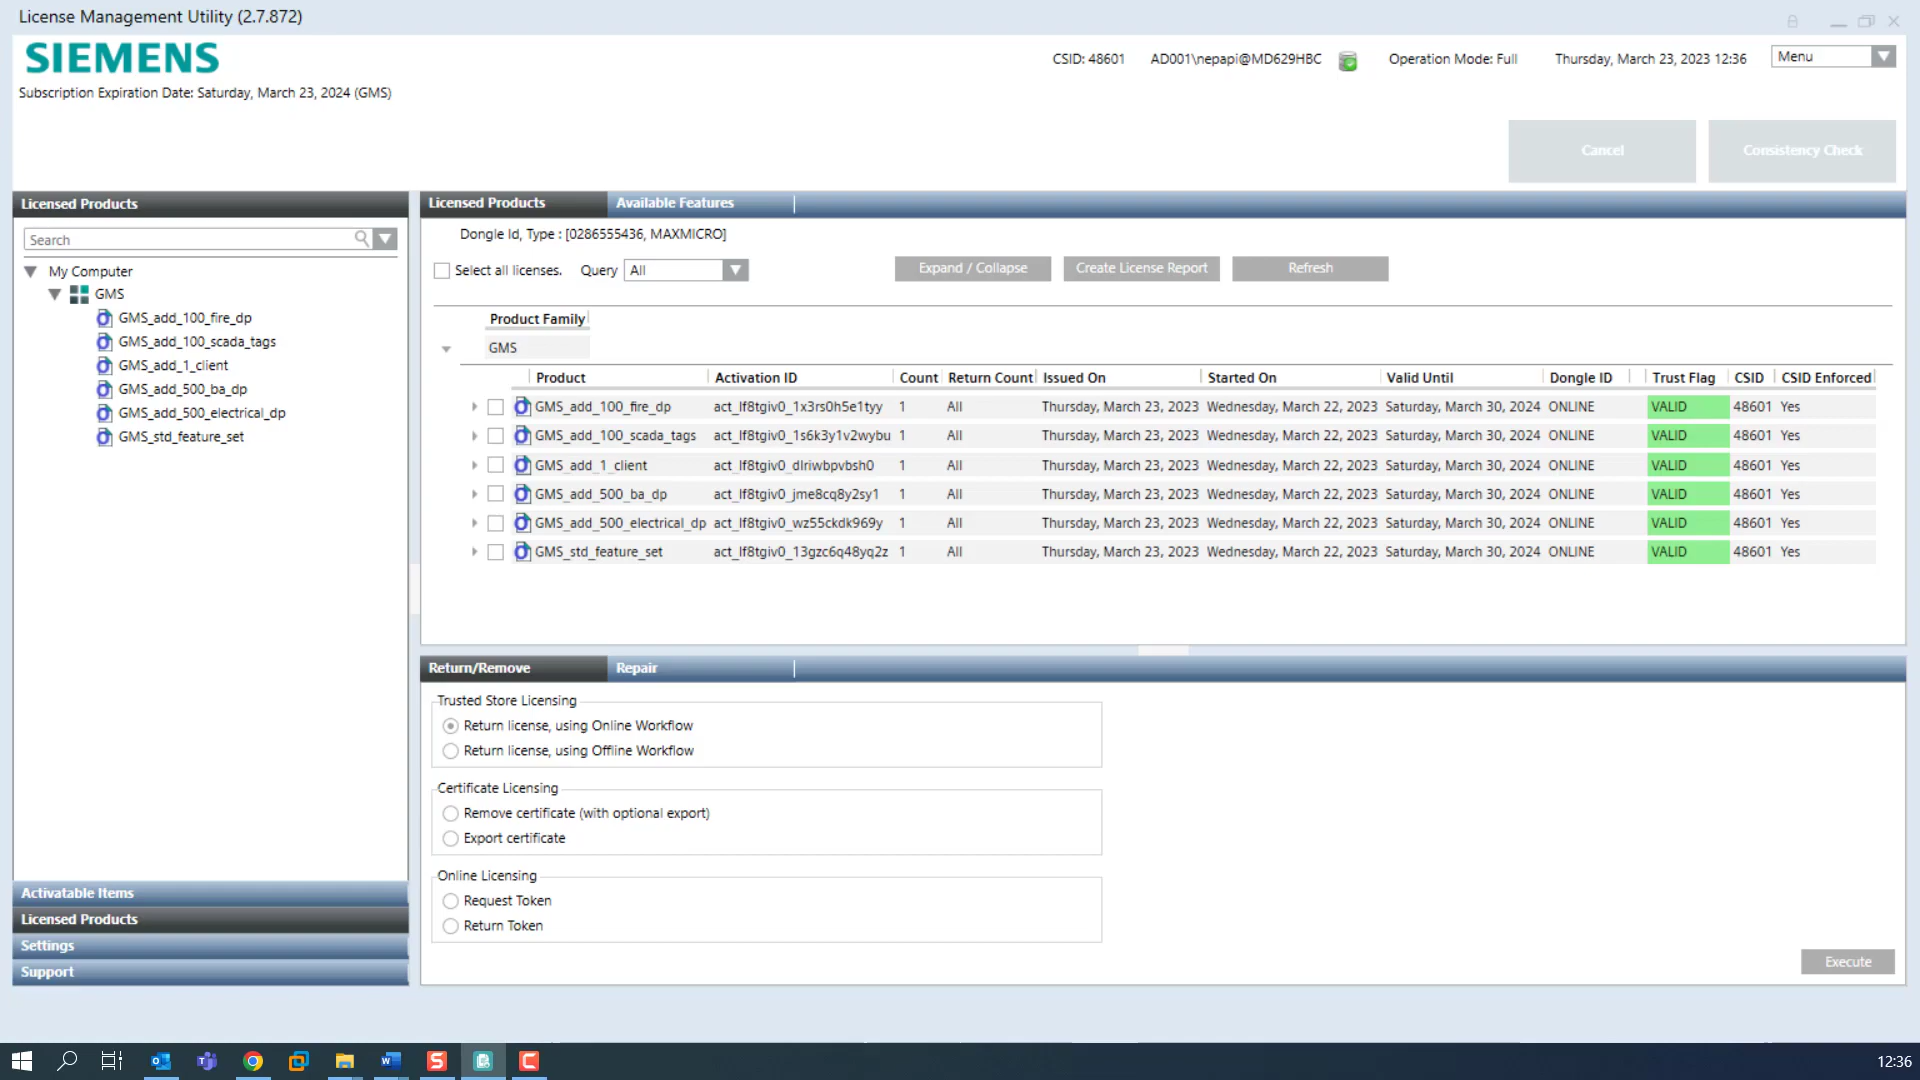 License Management Utility (2.7.872)
SIEMENS
CSID: 48601 AD001\nepapi@MD629HBC Operation Mode: Full Thursday, March 23, 2023 12:36 Menu
Subscription Expiration Date: Saturday, March 23, 2024 (GMS)
Cancel Consistency Check
Licensed Products
Search
My Computer
GMS
GMS_add_100_fire_dp
GMS_add_100_scada_tags
GMS_add_1_client
GMS_add_500_ba_dp
GMS_add_500_electrical_dp
GMS_std_feature_set
Activatable Items
Licensed Products
Settings
Support
Licensed Products Available Features
Dongle Id, Type : [0286555436, MAXMICRO]
Select all licenses. Query All Expand / Collapse Create License Report Refresh
Product Family
GMS
Product Activation ID Count Return Count Issued On Started On Valid Until Dongle ID Trust Flag CSID CSID Enforced
GMS_add_100_fire_dp act_lf8tgiv0_1x3rs0h5e1tyy 1 All Thursday, March 23, 2023 Wednesday, March 22, 2023 Saturday, March 30, 2024 ONLINE VALID 48601 Yes
GMS_add_100_scada_tags act_lf8tgiv0_1s6k3y1v2wybu 1 All Thursday, March 23, 2023 Wednesday, March 22, 2023 Saturday, March 30, 2024 ONLINE VALID 48601 Yes
GMS_add_1_client act_lf8tgiv0_dlriwbpvbsh0 1 All Thursday, March 23, 2023 Wednesday, March 22, 2023 Saturday, March 30, 2024 ONLINE VALID 48601 Yes
GMS_add_500_ba_dp act_lf8tgiv0_jme8cq8y2sy1 1 All Thursday, March 23, 2023 Wednesday, March 22, 2023 Saturday, March 30, 2024 ONLINE VALID 48601 Yes
GMS_add_500_electrical_dp act_lf8tgiv0_wz55ckdk969y 1 All Thursday, March 23, 2023 Wednesday, March 22, 2023 Saturday, March 30, 2024 ONLINE VALID 48601 Yes
GMS_std_feature_set act_lf8tgiv0_13gzc6q48yq2z 1 All Thursday, March 23, 2023 Wednesday, March 22, 2023 Saturday, March 30, 2024 ONLINE VALID 48601 Yes
Return/Remove Repair
Trusted Store Licensing
Return license, using Online Workflow
Return license, using Offline Workflow
Certificate Licensing
Remove certificate (with optional export)
Export certificate
Online Licensing
Request Token
Return Token
Execute
12:36